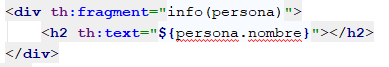 <div th:fragment="info(persona)">
<h2 th:text="${persona.nombre}"></h2>
</div>